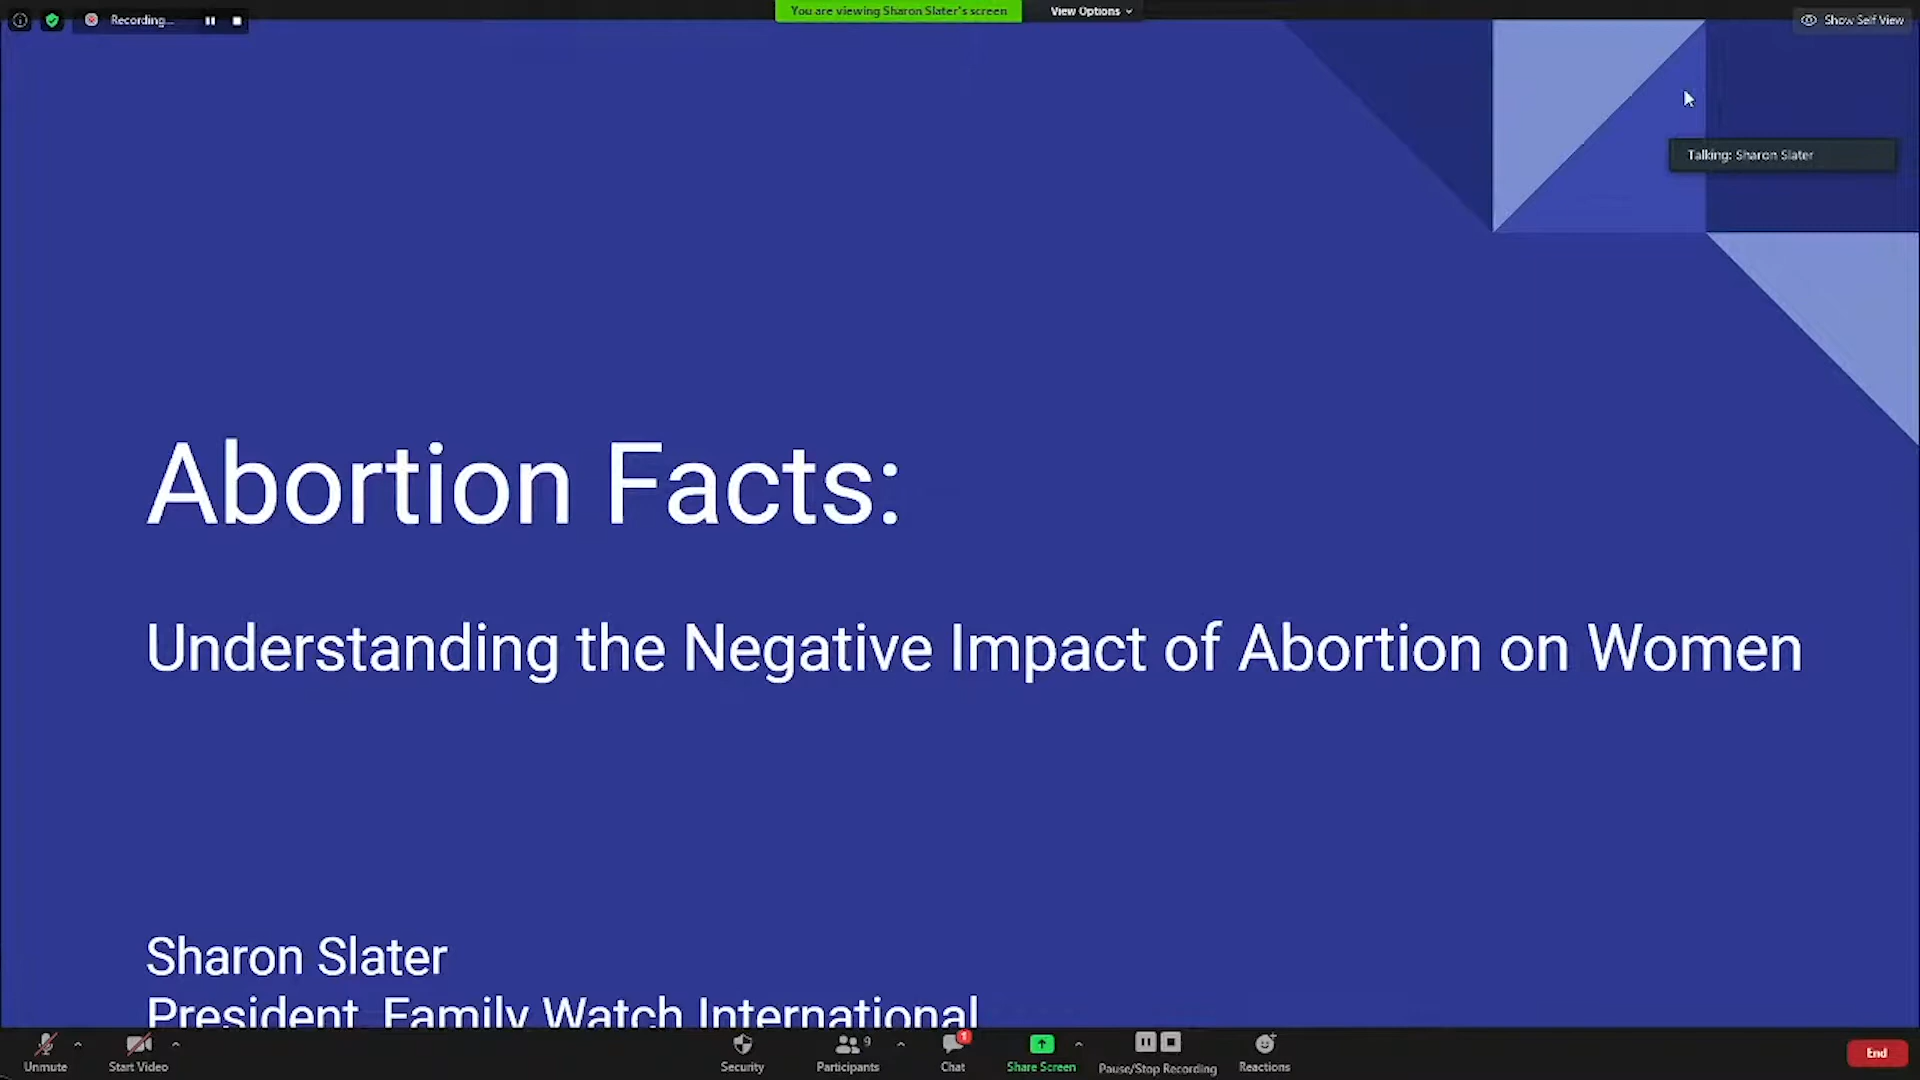 Recording...
You are viewing Sharon Slater's screen
View Options
Show Self View
Talking: Sharon Slater
Abortion Facts:
Understanding the Negative Impact of Abortion on Women
Sharon Slater
President, Family Watch International
Unmute
Start Video
Security
9
Participants
1
Chat
Share Screen
Pause/Stop Recording
Reactions
End